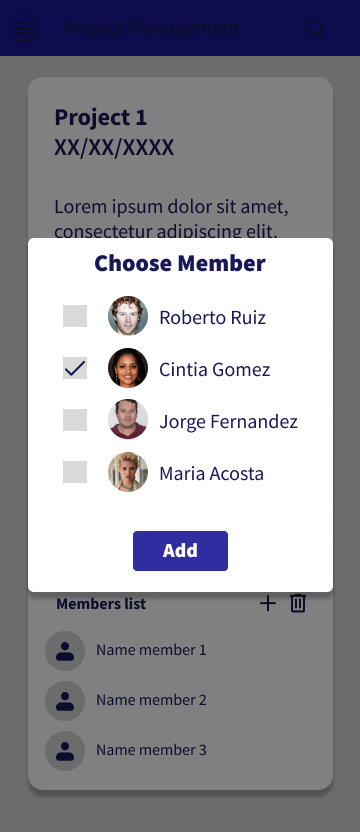 Project Management
Project 1
XX/XX/XXXX
Lorem ipsum dolor sit amet,
consectetur adipiscing elit,
Choose Member
Roberto Ruiz
Cintia Gomez
Jorge Fernandez
Maria Acosta
Add
Members list
Name member 1
Name member 2
Name member 3